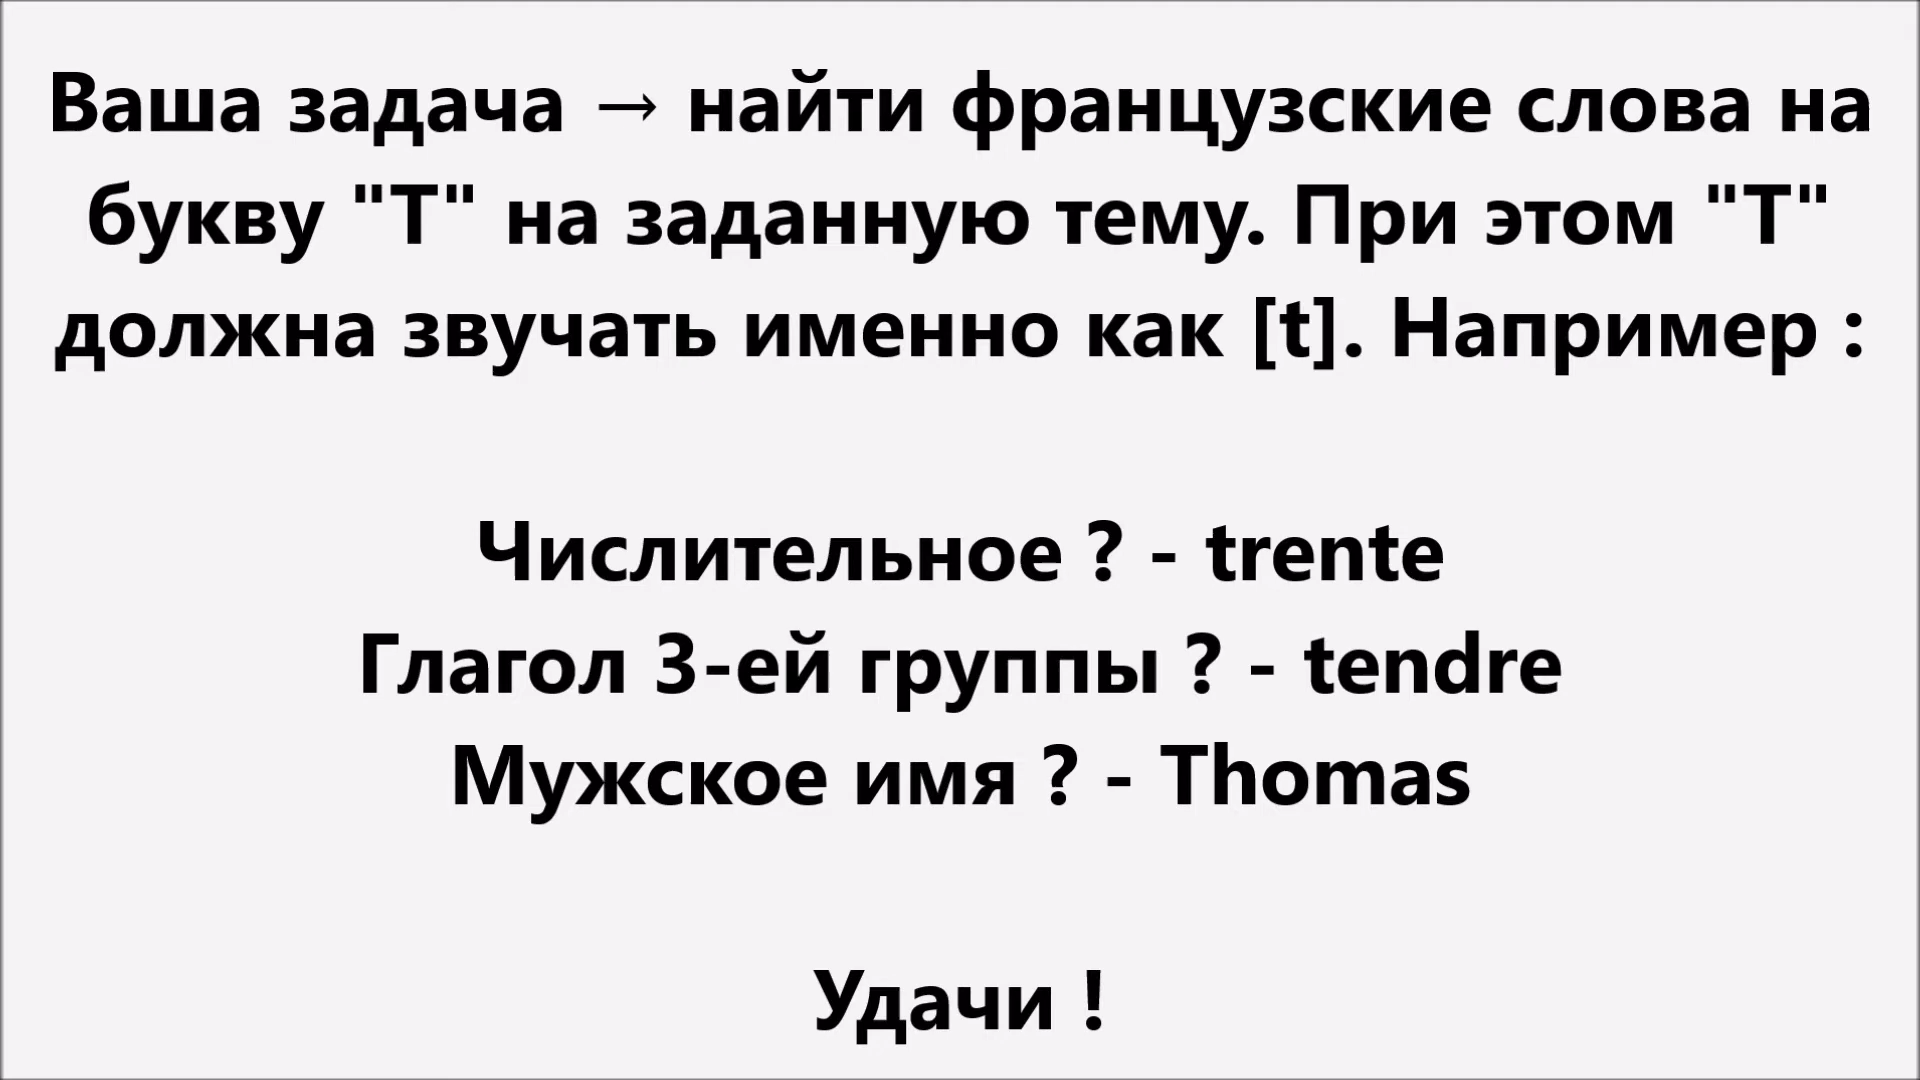 Ваша задача → найти французские слова на
букву "Т" на заданную тему. При этом "Т"
должна звучать именно как [t]. Например :
Числительное ? - trente
Глагол 3-ей группы ? - tendre
Мужское имя ? - Thomas
Удачи !